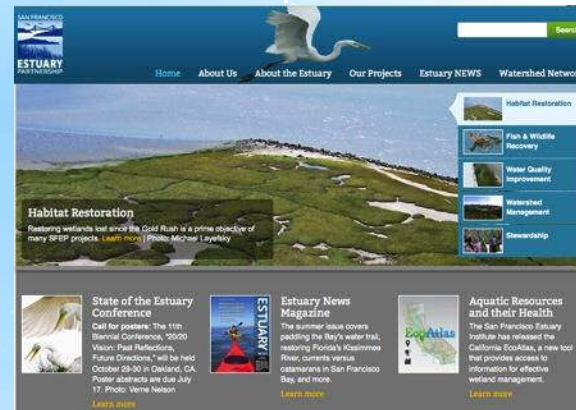 SAN FRANCISCO
ESTUARY
PARTNERSHIP
Search
Home About Us About the Estuary Our Projects Estuary NEWS Watershed Networ
Habitat Restoration
Fish & Wildlife
Recovery
Water Quality
Improvement
Watershed
Management
Stewardship
Habitat Restoration
Restoring wetlands lost since the Gold Rush is a prime objective of
many SFEP projects. Learn more | Photo: Michael Layefsky
State of the Estuary
Conference
Call for posters: The 11th
Biennial Conference, "20/20
Vision: Past Reflections,
Future Directions," will be held
October 29-30 in Oakland, CA.
Poster abstracts are due July
17. Photo: Verne Nelson
Learn more
ESTUARY
Estuary News
Magazine
The summer issue covers
paddling the Bay's water trail,
restoring Florida's Kissimmee
River, currents versus
catamarans in San Francisco
Bay, and more.
Learn more
EcoAtlas
Aquatic Resources
and their Health
The San Francisco Estuary
Institute has released the
California EcoAtlas, a new tool
that provides access to
information for effective
wetland management.
Learn more